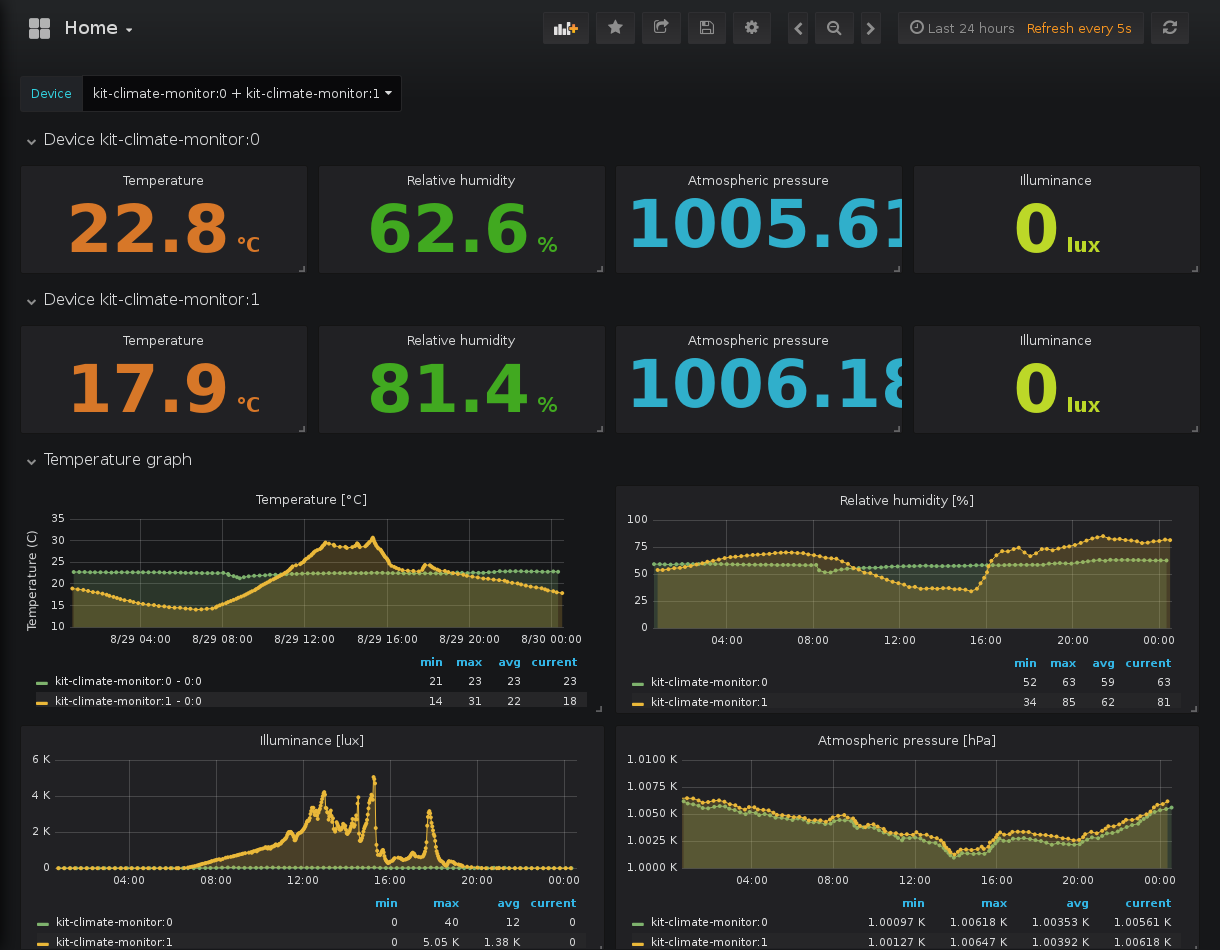 Home
Last 24 hours Refresh every 5s
Device kit-climate-monitor:0 + kit-climate-monitor:1
Device kit-climate-monitor:0
Temperature Relative humidity Atmospheric pressure Illuminance
22.8 °C 62.6 % 1005.61 0 lux
Device kit-climate-monitor:1
Temperature Relative humidity Atmospheric pressure Illuminance
17.9 °C 81.4 % 1006.18 0 lux
Temperature graph
Temperature [°C]
Temperature (C)
35
30
25
20
15
10
8/29 04:00 8/29 08:00 8/29 12:00 8/29 16:00 8/29 20:00 8/30 00:00
min max avg current
kit-climate-monitor:0 - 0:0 21 23 23 23
kit-climate-monitor:1 - 0:0 14 31 22 18
Relative humidity [%]
100
75
50
25
0
04:00 08:00 12:00 16:00 20:00 00:00
min max avg current
kit-climate-monitor:0 52 63 59 63
kit-climate-monitor:1 34 85 62 81
Illuminance [lux]
6 K
4 K
2 K
0
04:00 08:00 12:00 16:00 20:00 00:00
min max avg current
kit-climate-monitor:0 0 40 12 0
kit-climate-monitor:1 0 5.05 K 1.38 K 0
Atmospheric pressure [hPa]
1.0100 K
1.0075 K
1.0050 K
1.0025 K
1.0000 K
04:00 08:00 12:00 16:00 20:00 00:00
min max avg current
kit-climate-monitor:0 1.00097 K 1.00618 K 1.00353 K 1.00561 K
kit-climate-monitor:1 1.00127 K 1.00647 K 1.00392 K 1.00618 K